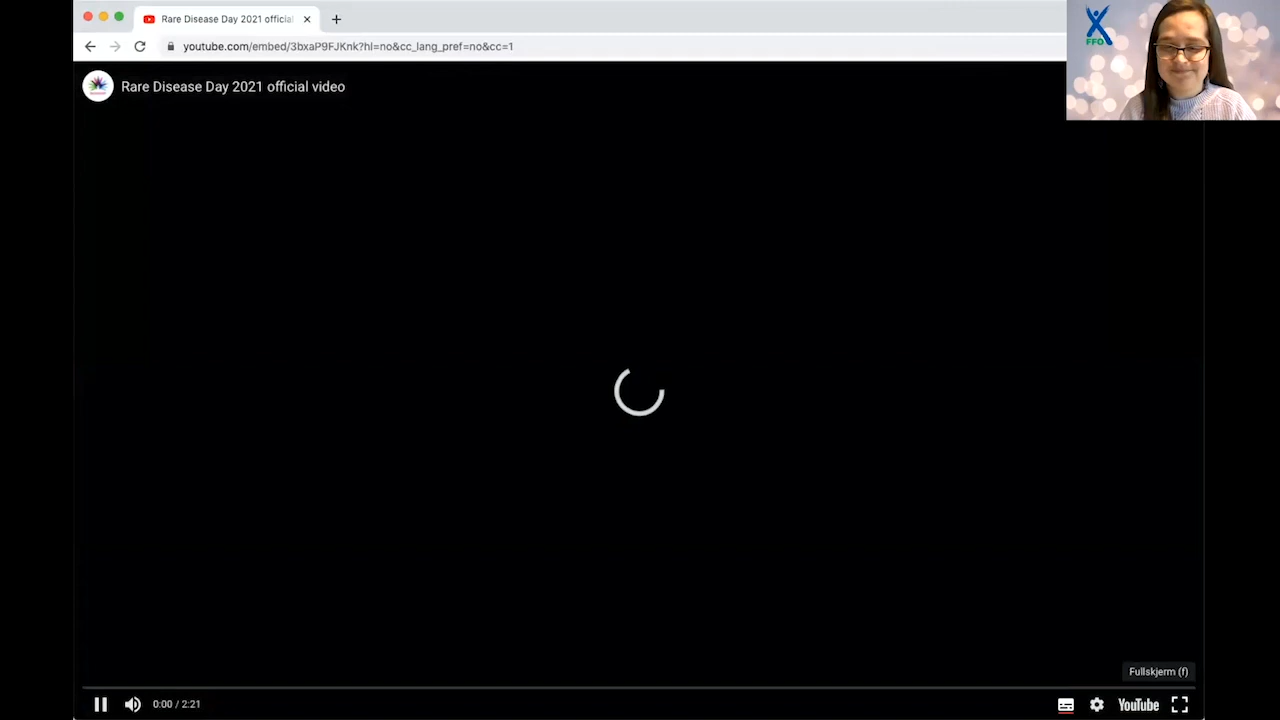 Rare Disease Day 2021 official
youtube.com/embed/3bxaP9FJKnk?hl=no&cc_lang_pref=no&cc=1
FFO
Rare Disease Day 2021 official video
Fullskjerm (f)
0:00 / 2:21
YouTube